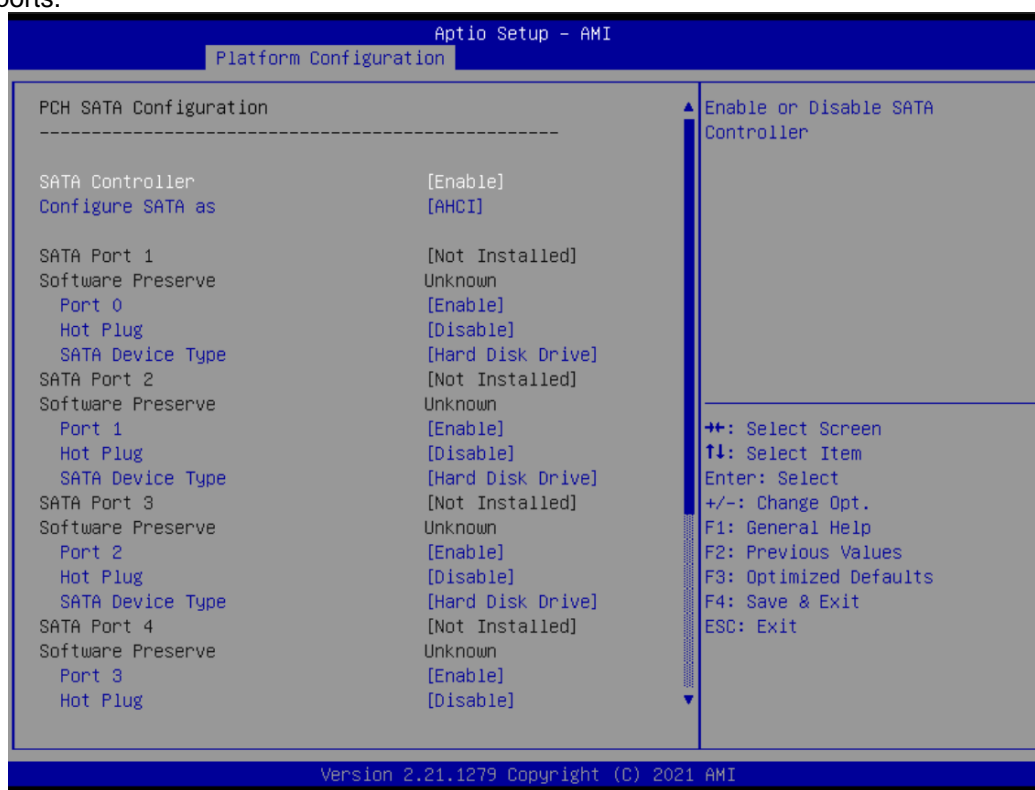 ports.
Aptio Setup – AMI
Platform Configuration
PCH SATA Configuration
--------------------------------------------------
SATA Controller [Enable]
Configure SATA as [AHCI]
SATA Port 1 [Not Installed]
Software Preserve Unknown
Port 0 [Enable]
Hot Plug [Disable]
SATA Device Type [Hard Disk Drive]
SATA Port 2 [Not Installed]
Software Preserve Unknown
Port 1 [Enable]
Hot Plug [Disable]
SATA Device Type [Hard Disk Drive]
SATA Port 3 [Not Installed]
Software Preserve Unknown
Port 2 [Enable]
Hot Plug [Disable]
SATA Device Type [Hard Disk Drive]
SATA Port 4 [Not Installed]
Software Preserve Unknown
Port 3 [Enable]
Hot Plug [Disable]
Enable or Disable SATA
Controller
→←: Select Screen
↑↓: Select Item
Enter: Select
+/-: Change Opt.
F1: General Help
F2: Previous Values
F3: Optimized Defaults
F4: Save & Exit
ESC: Exit
Version 2.21.1279 Copyright (C) 2021 AMI